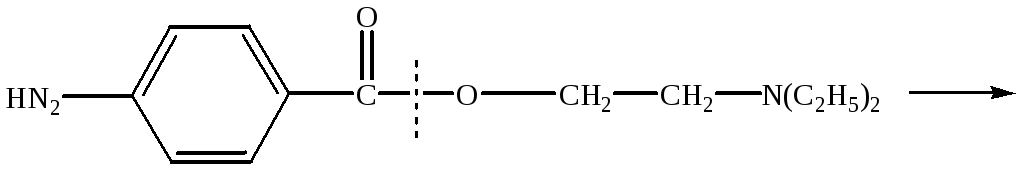 O
HN₂ C O CH₂ CH₂ N(C₂H₅)₂